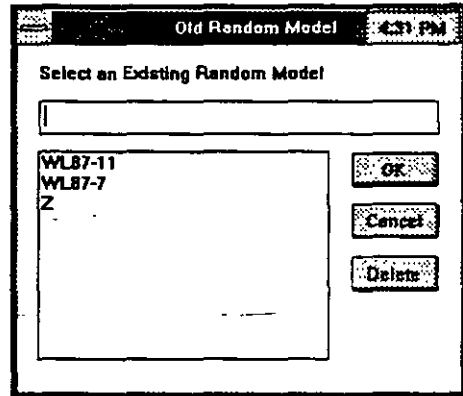 Old Random Model 4:31 PM
Select an Existing Random Model
WL87-11
WL87-7
Z
OK
Cancel
Delete